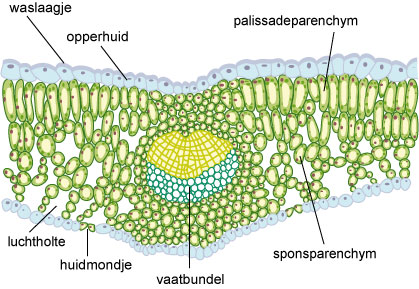 waslaagje
opperhuid
palissadeparenchym
luchtholte
huidmondje
vaatbundel
sponsparenchym